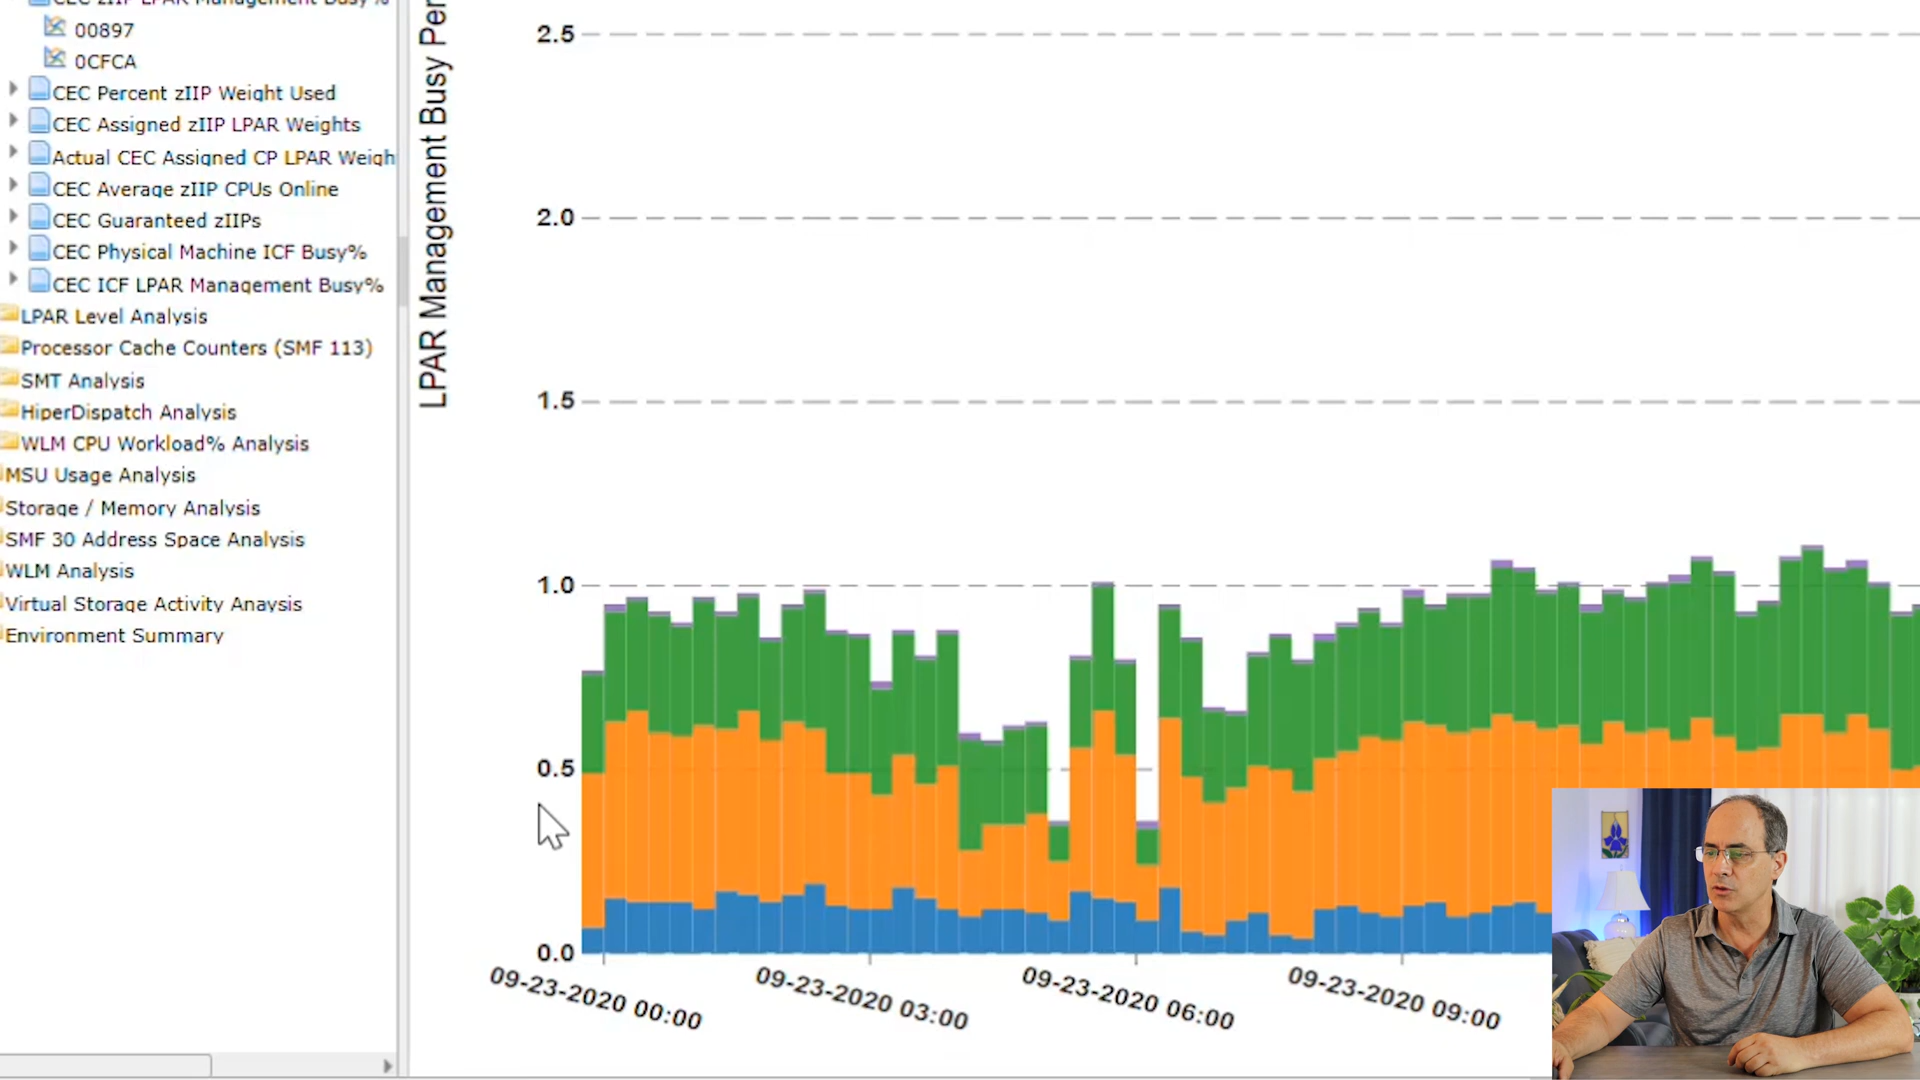 CEC zIIP LPAR Management Busy%
00897
0CFCA
CEC Percent zIIP Weight Used
CEC Assigned zIIP LPAR Weights
Actual CEC Assigned CP LPAR Weigh
CEC Average zIIP CPUs Online
CEC Guaranteed zIIPs
CEC Physical Machine ICF Busy%
CEC ICF LPAR Management Busy%
LPAR Level Analysis
Processor Cache Counters (SMF 113)
SMT Analysis
HiperDispatch Analysis
WLM CPU Workload% Analysis
MSU Usage Analysis
Storage / Memory Analysis
SMF 30 Address Space Analysis
WLM Analysis
Virtual Storage Activity Anaysis
Environment Summary
LPAR Management Busy Per
2.5
2.0
1.5
1.0
0.5
0.0
09-23-2020 00:00
09-23-2020 03:00
09-23-2020 06:00
09-23-2020 09:00